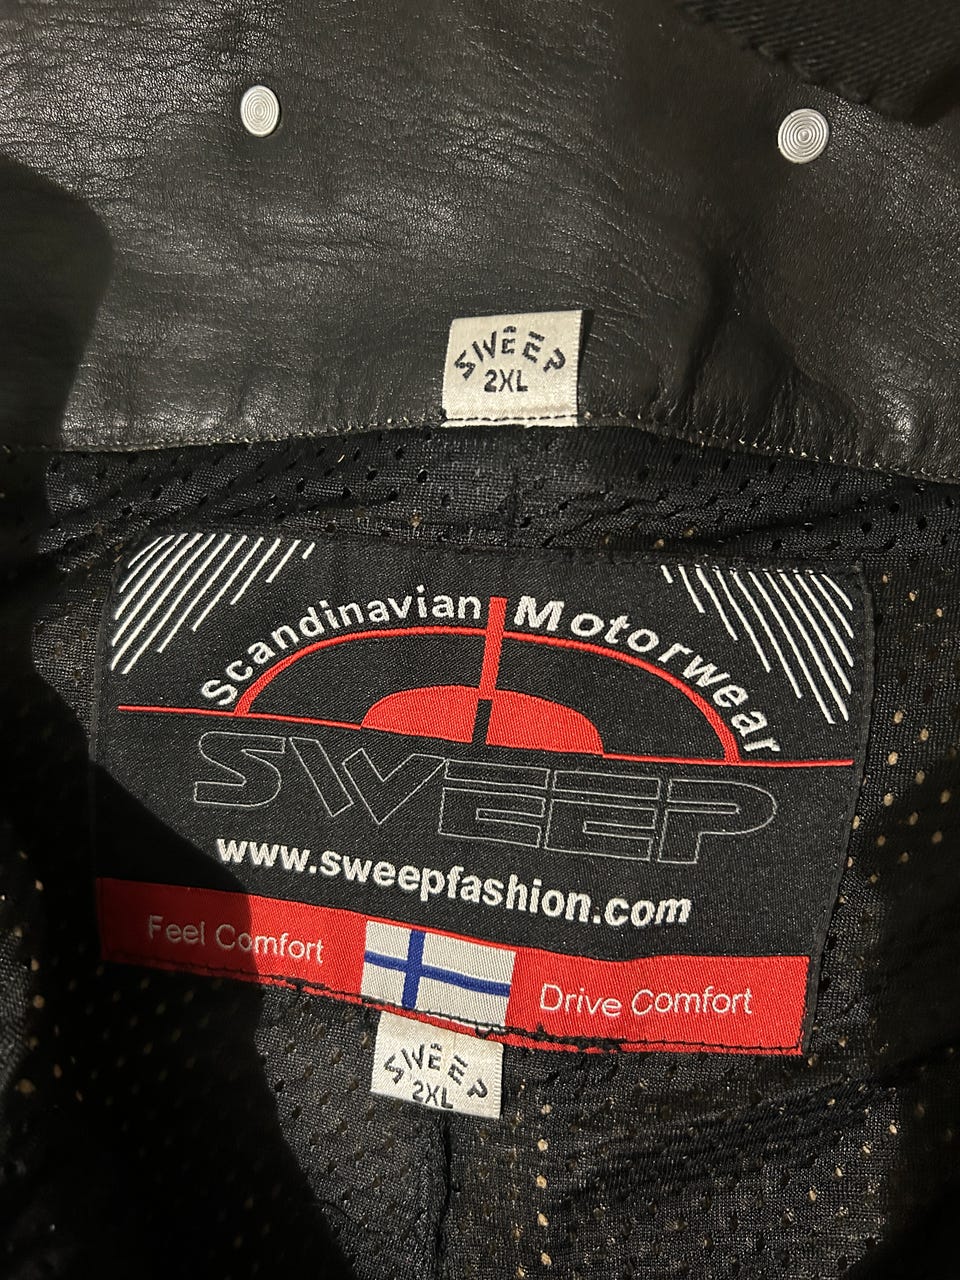 SWEEP
2XL
Scandinavian Motorwear
SWEEP
www.sweepfashion.com
Feel Comfort Drive Comfort
SWEEP
2XL